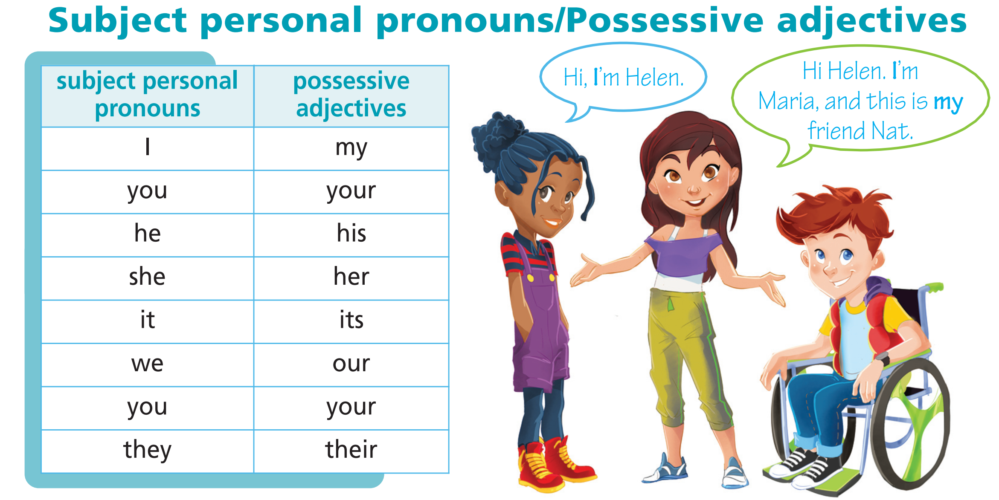 Subject personal pronouns/Possessive adjectives
subject personal pronouns
possessive adjectives
I my
you your
he his
she her
it its
we our
you your
they their
Hi, I'm Helen.
Hi Helen. I'm
Maria, and this is my
friend Nat.